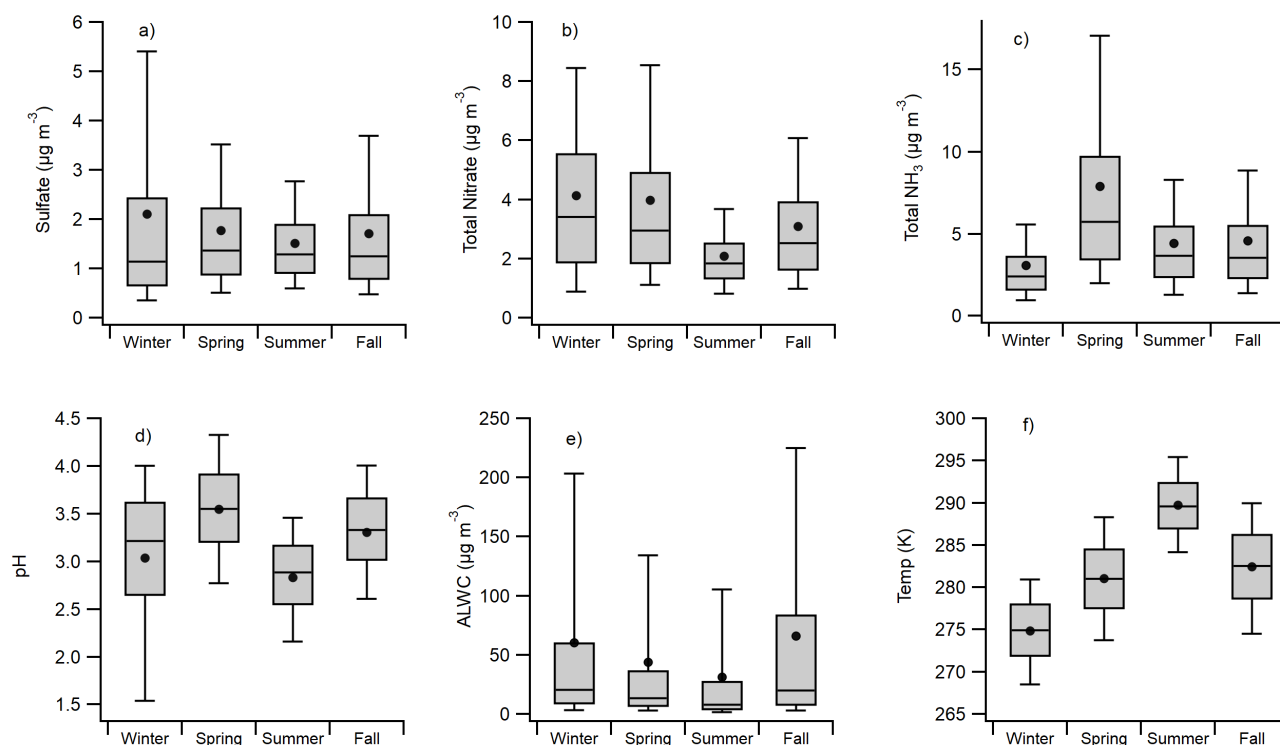 a)
Sulfate (µg m⁻³)
6
5
4
3
2
1
0
Winter Spring Summer Fall
b)
Total Nitrate (µg m⁻³)
10
8
6
4
2
0
Winter Spring Summer Fall
c)
Total NH₃ (µg m⁻³)
15
10
5
0
Winter Spring Summer Fall
d)
pH
4.5
4.0
3.5
3.0
2.5
2.0
1.5
Winter Spring Summer Fall
e)
ALWC (µg m⁻³)
250
200
150
100
50
0
Winter Spring Summer Fall
f)
Temp (K)
300
295
290
285
280
275
270
265
Winter Spring Summer Fall